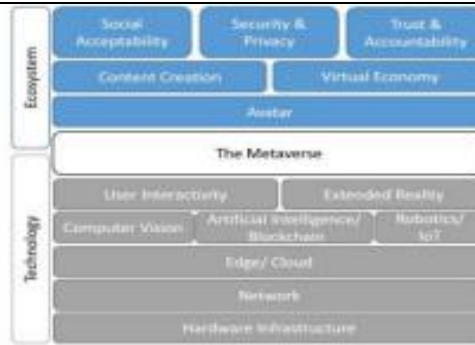 Ecosystem
Social
Acceptability
Security &
Privacy
Trust &
Accountability
Content Creation
Virtual Economy
Avatar
The Metaverse
Technology
User Interactivity
Extended Reality
Computer Vision
Artificial Intelligence/
Blockchain
Robotics/
IoT
Edge/ Cloud
Network
Hardware Infrastructure